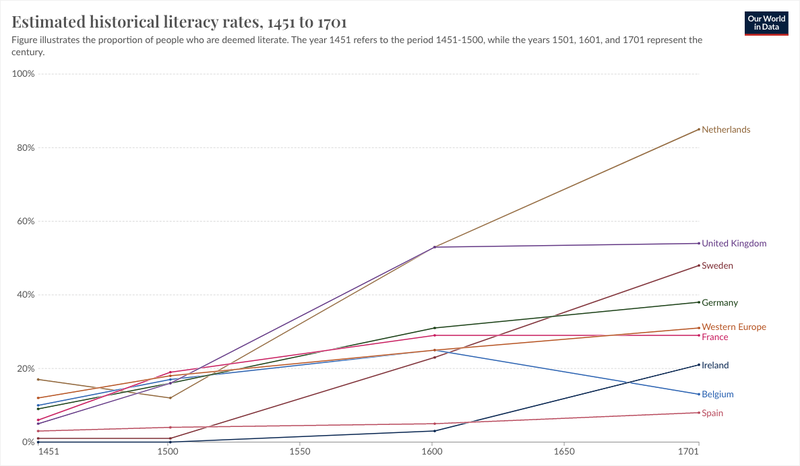 Estimated historical literacy rates, 1451 to 1701
Our World
in Data
Figure illustrates the proportion of people who are deemed literate. The year 1451 refers to the period 1451-1500, while the years 1501, 1601, and 1701 represent the
century.
100%
80%
60%
40%
20%
0%
Netherlands
United Kingdom
Sweden
Germany
Western Europe
France
Ireland
Belgium
Spain
1451
1500
1550
1600
1650
1701